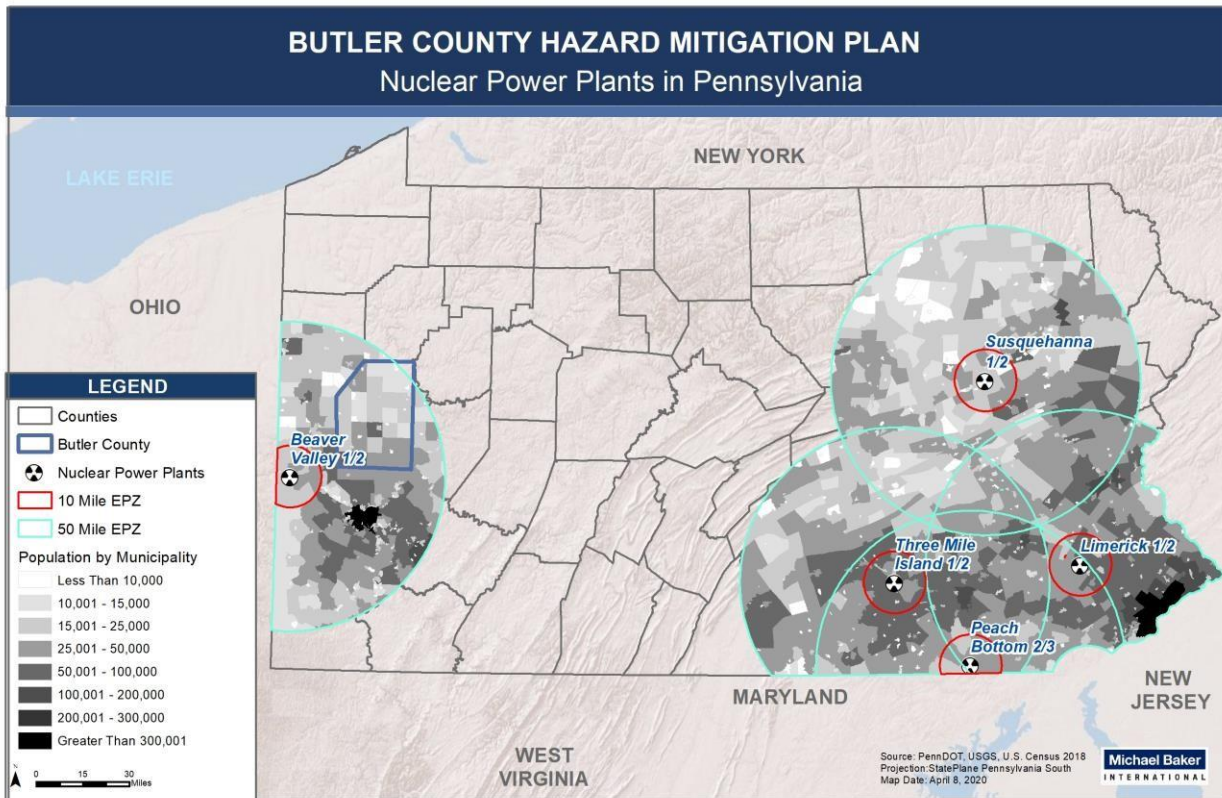 BUTLER COUNTY HAZARD MITIGATION PLAN
Nuclear Power Plants in Pennsylvania
NEW YORK
LAKE ERIE
OHIO
Susquehanna
1/2
Beaver
Valley 1/2
Three Mile
Island 1/2
Limerick 1/2
Peach
Bottom 2/3
MARYLAND
NEW
JERSEY
WEST
VIRGINIA
LEGEND
Counties
Butler County
Nuclear Power Plants
10 Mile EPZ
50 Mile EPZ
Population by Municipality
Less Than 10,000
10,001 - 15,000
15,001 - 25,000
25,001 - 50,000
50,001 - 100,000
100,001 - 200,000
200,001 - 300,000
Greater Than 300,001
N
0 15 30
Miles
Source: PennDOT, USGS, U.S. Census 2018
Projection:StatePlane Pennsylvania South
Map Date: April 8, 2020
Michael Baker
INTERNATIONAL